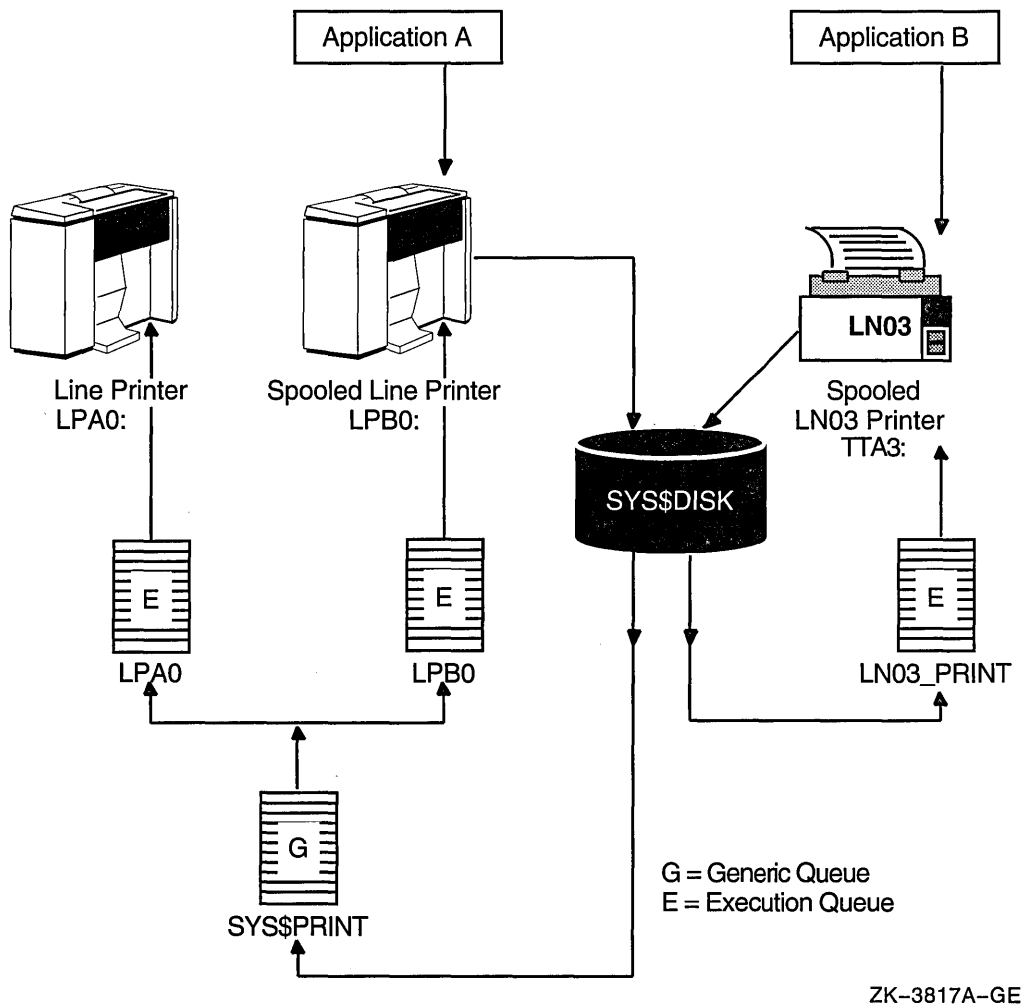 Application A
Application B
LN03
Line Printer
LPA0:
Spooled Line Printer
LPB0:
Spooled
LN03 Printer
TTA3:
SYS$DISK
E
E
E
LPA0
LPB0
LN03_PRINT
G
SYS$PRINT
G = Generic Queue
E = Execution Queue
ZK–3817A–GE